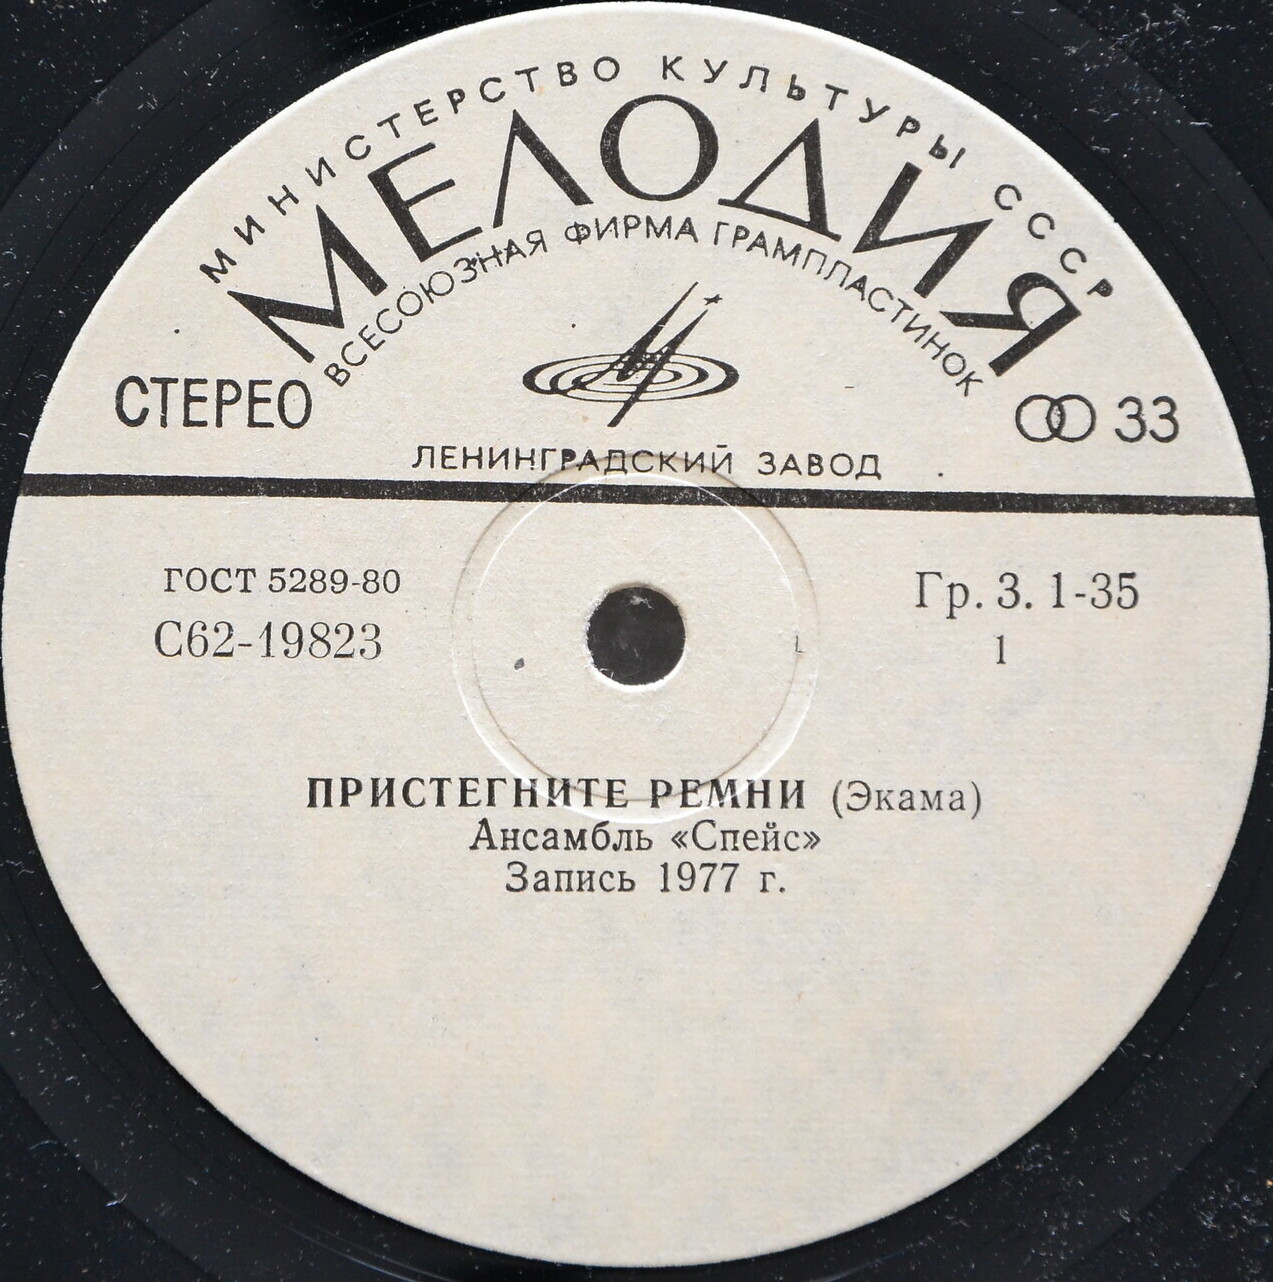 МИНИСТЕРСТВО КУЛЬТУРЫ СССР
МЕЛОДИЯ
ВСЕСОЮЗНАЯ ФИРМА ГРАМПЛАСТИНОК
СТЕРЕО
33
ЛЕНИНГРАДСКИЙ ЗАВОД
ГОСТ 5289-80
Гр. 3. 1-35
С62-19823
1
ПРИСТЕГНИТЕ РЕМНИ (Экама)
Ансамбль «Спейс»
Запись 1977 г.